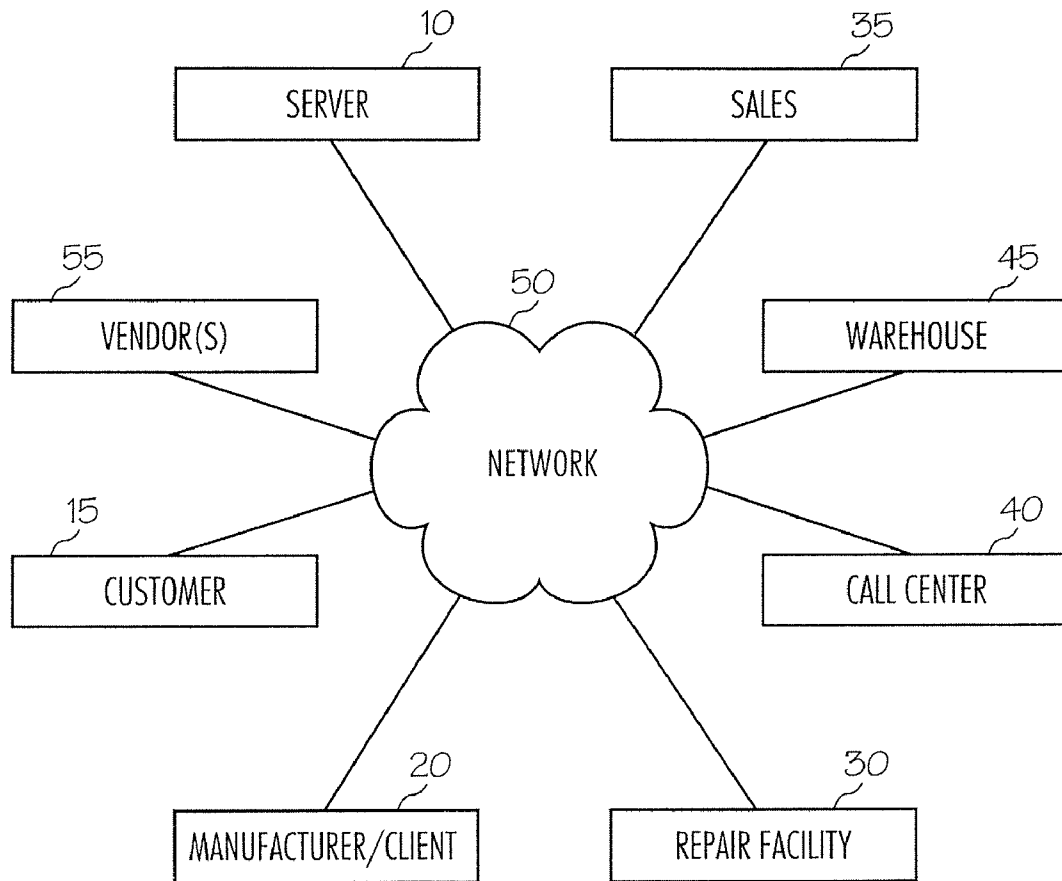 10
SERVER
35
SALES
55
VENDOR(S)
50
NETWORK
45
WAREHOUSE
15
CUSTOMER
40
CALL CENTER
20
MANUFACTURER/CLIENT
30
REPAIR FACILITY